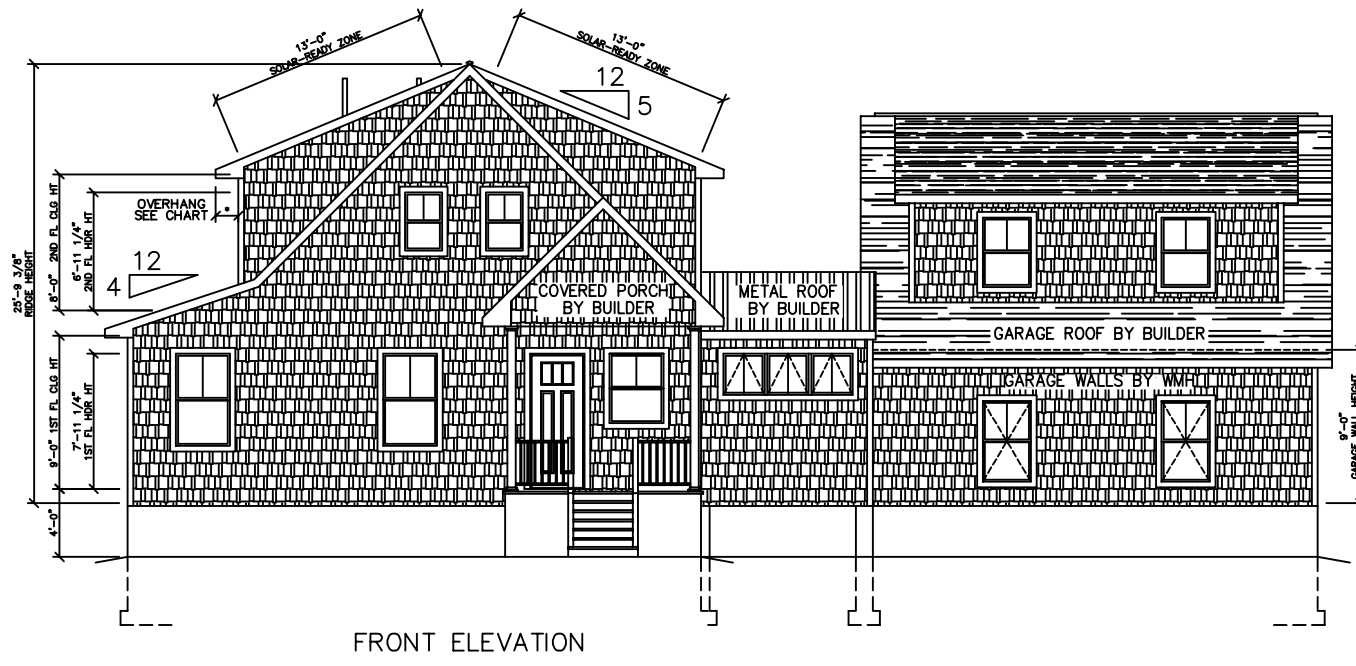 13'-0"
SOLAR-READY ZONE
13'-0"
SOLAR-READY ZONE
12
5
OVERHANG
SEE CHART
*
12
4
25'-9 3/8"
RIDGE HEIGHT
8'-0" 2ND FL CLG HT
6'-11 1/4"
2ND FL HDR HT
9'-0" 1ST FL CLG HT
7'-11 1/4"
1ST FL HDR HT
4'-0"
COVERED PORCH
BY BUILDER
METAL ROOF
BY BUILDER
GARAGE ROOF BY BUILDER
GARAGE WALLS BY WMH
9'-0"
GARAGE WALL HEIGHT
FRONT ELEVATION